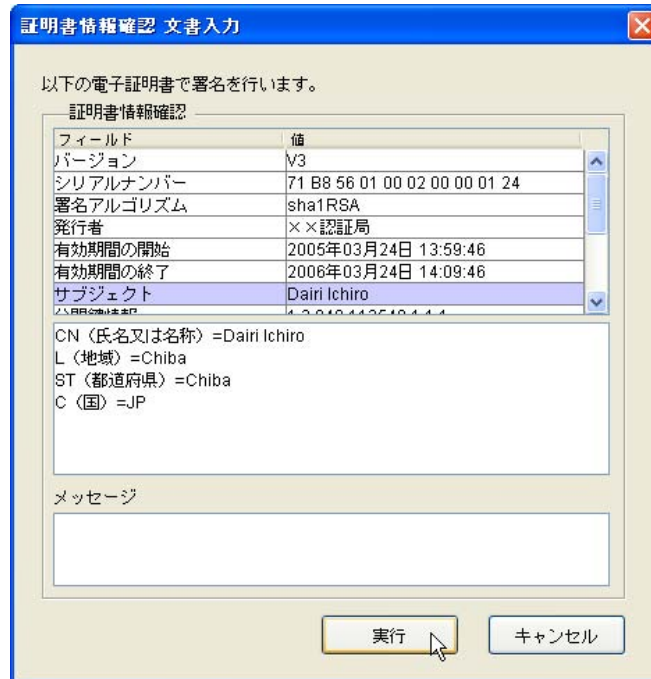 証明書情報確認 文書入力
以下の電子証明書で署名を行います。
証明書情報確認
フィールド 値
バージョン V3
シリアルナンバー 71 B8 56 01 00 02 00 00 01 24
署名アルゴリズム sha1RSA
発行者 ××認証局
有効期間の開始 2005年03月24日 13:59:46
有効期間の終了 2006年03月24日 14:09:46
サブジェクト Dairi Ichiro
CN（氏名又は名称）=Dairi Ichiro
L（地域）=Chiba
ST（都道府県）=Chiba
C（国）=JP
メッセージ
実行 キャンセル